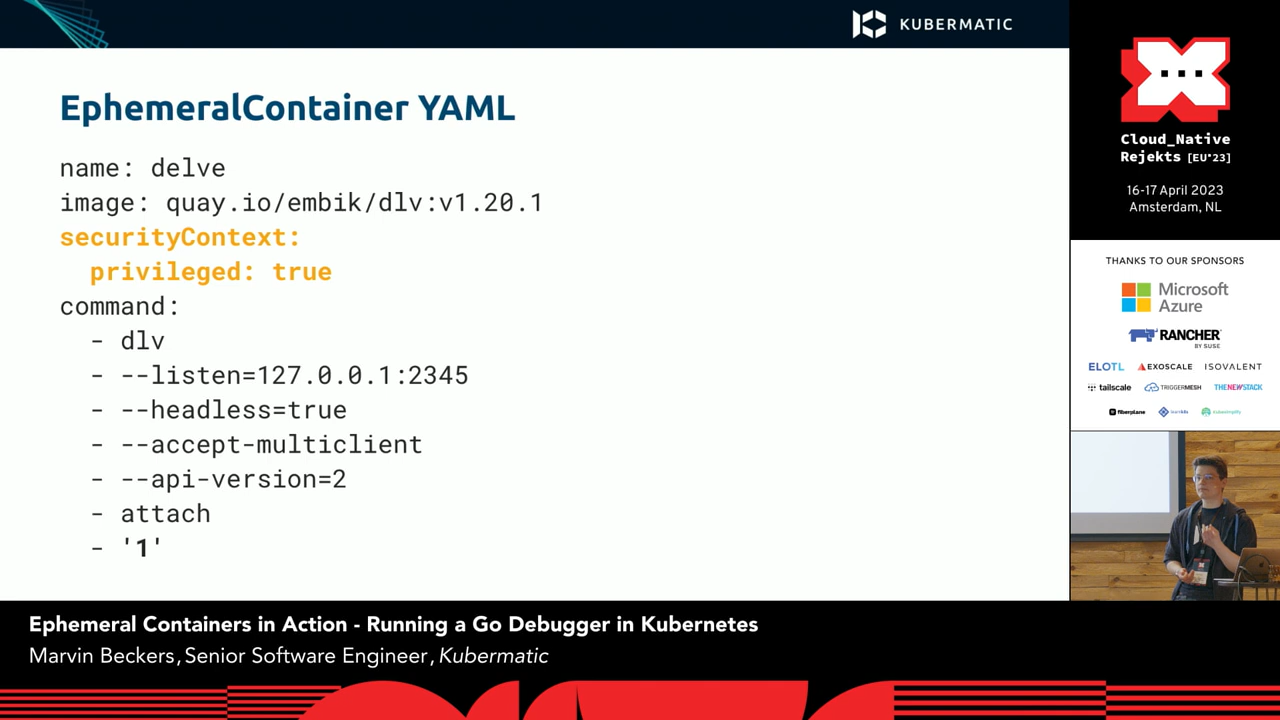 KUBERMATIC
EphemeralContainer YAML
name: delve
image: quay.io/embik/dlv:v1.20.1
securityContext:
  privileged: true
command:
  - dlv
  - --listen=127.0.0.1:2345
  - --headless=true
  - --accept-multiclient
  - --api-version=2
  - attach
  - '1'
Cloud_Native
Rejekts [EU*23]
16-17 April 2023
Amsterdam, NL
THANKS TO OUR SPONSORS
Microsoft
Azure
RANCHER
BY SUSE
ELOTL EXOSCALE ISOVALENT
tailscale TRIGGERMESH THENEWSTACK
fiberplane kubesimplify
Ephemeral Containers in Action - Running a Go Debugger in Kubernetes
Marvin Beckers, Senior Software Engineer, Kubermatic